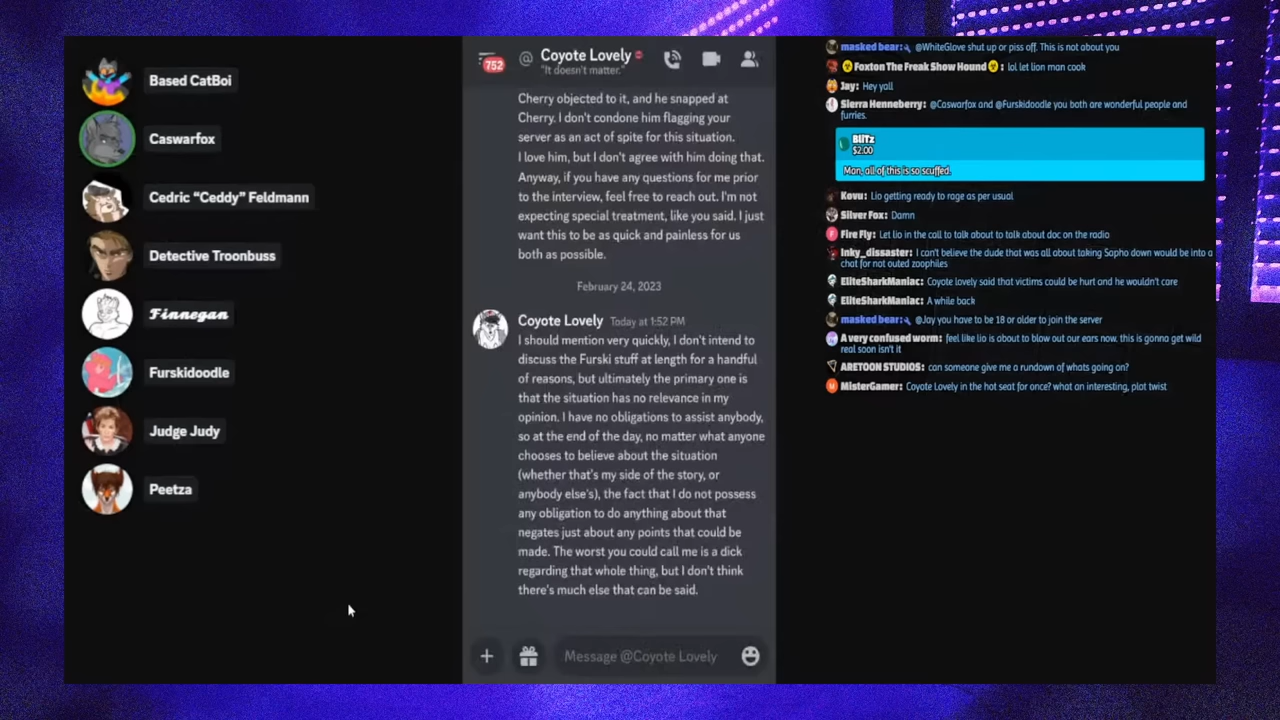 Based CatBoi
Caswarfox
Cedric “Ceddy” Feldmann
Detective Troonbuss
Finnegan
Furskidoodle
Judge Judy
Peetza
752
@ Coyote Lovely
"It doesn't matter."
Cherry objected to it, and he snapped at
Cherry. I don't condone him flagging your
server as an act of spite for this situation.
I love him, but I don't agree with him doing that.
Anyway, if you have any questions for me prior
to the interview, feel free to reach out. I'm not
expecting special treatment, like you said. I just
want this to be as quick and painless for us
both as possible.
February 24, 2023
Coyote Lovely Today at 1:52 PM
I should mention very quickly, I don't intend to
discuss the Furski stuff at length for a handful
of reasons, but ultimately the primary one is
that the situation has no relevance in my
opinion. I have no obligations to assist anybody,
so at the end of the day, no matter what anyone
chooses to believe about the situation
(whether that's my side of the story, or
anybody else's), the fact that I do not possess
any obligation to do anything about that
negates just about any points that could be
made. The worst you could call me is a dick
regarding that whole thing, but I don't think
there's much else that can be said.
Message @Coyote Lovely
masked bear: @WhiteGlove shut up or piss off. This is not about you
Foxton The Freak Show Hound : lol let lion man cook
Jay: Hey yall
Sierra Henneberry: @Caswarfox and @Furskidoodle you both are wonderful people and
furries.
BliTz
$2.00
Man, all of this is so scuffed.
Kovu: Lio getting ready to rage as per usual
Silver Fox: Damn
Fire Fly: Let lio in the call to talk about to talk about doc on the radio
Inky_dissaster: I can't believe the dude that was all about taking Sapho down would be into a
chat for not outed zoophiles
EliteSharkManiac: Coyote lovely said that victims could be hurt and he wouldn't care
EliteSharkManiac: A while back
masked bear: @Jay you have to be 18 or older to join the server
A very confused worm: feel like lio is about to blow out our ears now. this is gonna get wild
real soon isn't it
ARETOON STUDIOS: can someone give me a rundown of whats going on?
MisterGamer: Coyote Lovely in the hot seat for once? what an interesting, plot twist